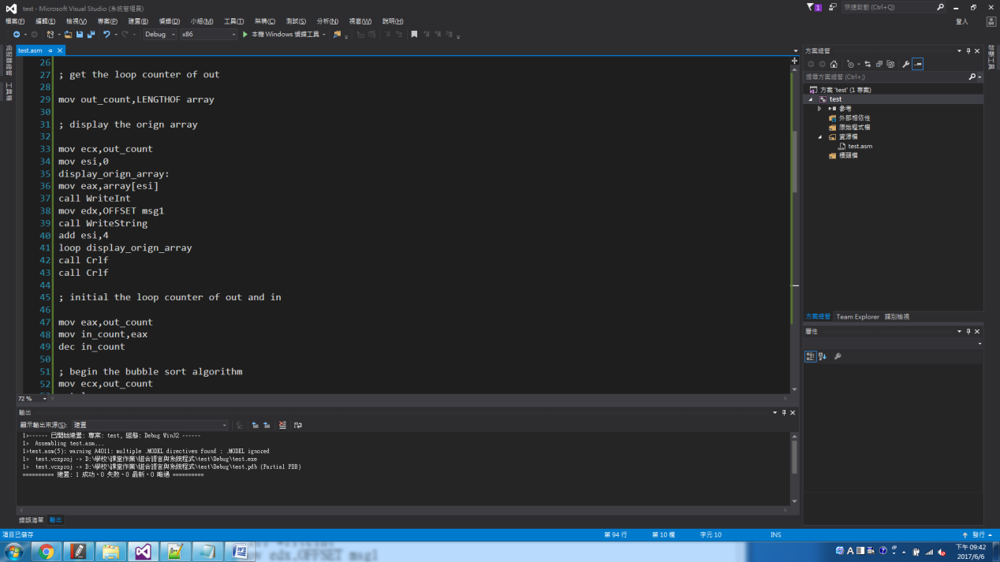 test - Microsoft Visual Studio (系統管理員)
1
快速啟動 (Ctrl+Q)
檔案(F) 編輯(E) 檢視(V) 專案(P) 建置(B) 偵錯(D) 小組(M) 工具(T) 架構(C) 測試(S) 分析(N) 視窗(W) 說明(H)
登入
Debug x86 本機 Windows 偵錯工具
test.asm
工具箱
26
27 ; get the loop counter of out
28
29 mov out_count,LENGTHOF array
30
31 ; display the orign array
32
33 mov ecx,out_count
34 mov esi,0
35 display_orign_array:
36 mov eax,array[esi]
37 call WriteInt
38 mov edx,OFFSET msg1
39 call WriteString
40 add esi,4
41 loop display_orign_array
42 call Crlf
43 call Crlf
44
45 ; initial the loop counter of out and in
46
47 mov eax,out_count
48 mov in_count,eax
49 dec in_count
50
51 ; begin the bubble sort algorithm
52 mov ecx,out_count
72 %
方案總管
搜尋方案總管 (Ctrl+;)
方案 'test' (1 專案)
test
參考
外部相依性
原始程式檔
資源檔
test.asm
標頭檔
方案總管 Team Explorer 類別檢視
屬性
輸出
顯示輸出來源(S): 建置
1>------ 已開始建置: 專案: test, 組態: Debug Win32 ------
1> Assembling test.asm...
1>test.asm(5): warning A4011: multiple .MODEL directives found : .MODEL ignored
1> test.vcxproj -> D:\學校\課堂作業\組合語言與系統程式\test\Debug\test.exe
1> test.vcxproj -> D:\學校\課堂作業\組合語言與系統程式\test\Debug\test.pdb (Partial PDB)
========== 建置: 1 成功、0 失敗、0 最新、0 略過 ==========
錯誤清單 輸出
項目已儲存 第 94 行 第 10 欄 字元 10 INS 發行
edx,OFFSET msg1
下午 09:42
2017/6/6